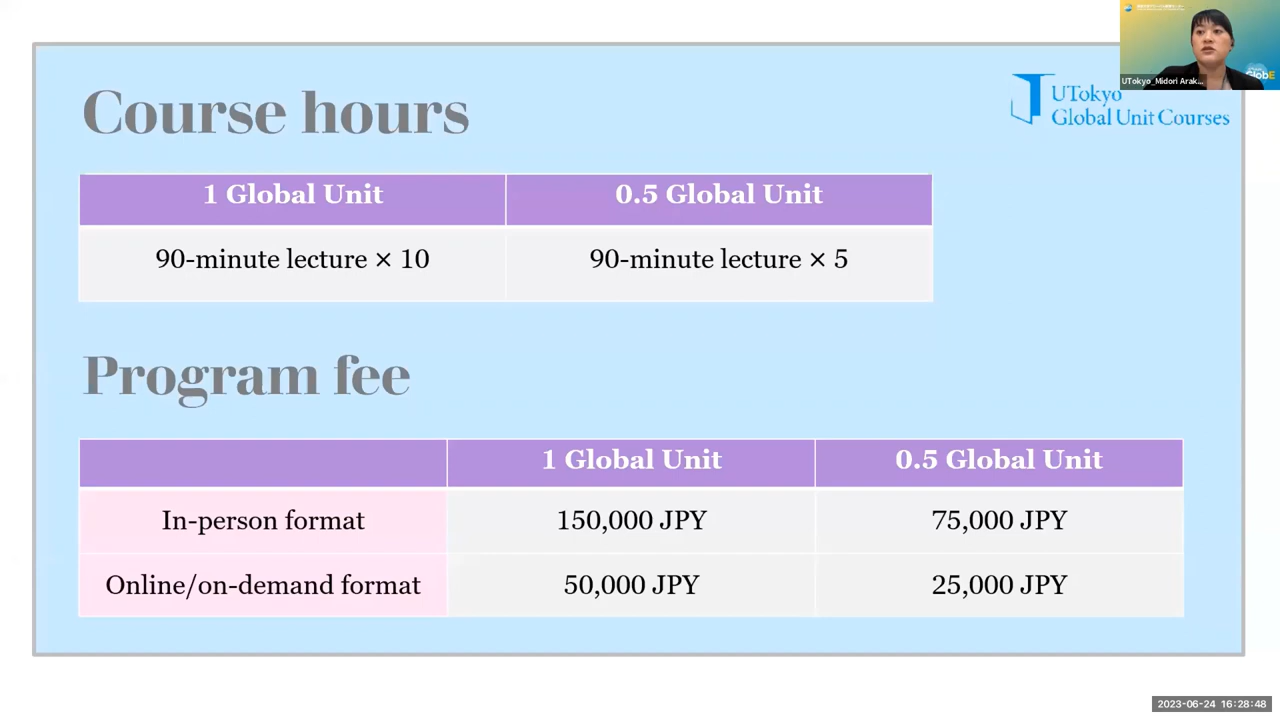 Course hours
UTokyo
Global Unit Courses
1 Global Unit
0.5 Global Unit
90-minute lecture × 10
90-minute lecture × 5
Program fee
1 Global Unit
0.5 Global Unit
In-person format
150,000 JPY
75,000 JPY
Online/on-demand format
50,000 JPY
25,000 JPY
UTokyo_Midori Arak...
GlobE
2023-06-24 16:28:48